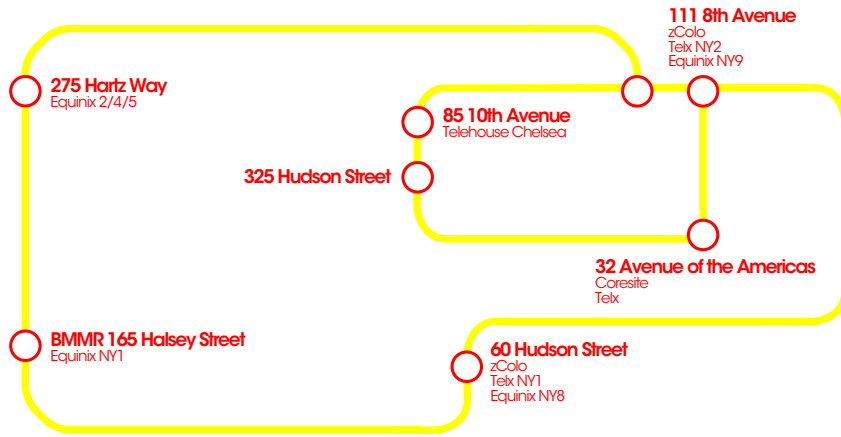 111 8th Avenue
zColo
Telx NY2
Equinix NY9
275 Hartz Way
Equinix 2/4/5
85 10th Avenue
Telehouse Chelsea
325 Hudson Street
32 Avenue of the Americas
Coresite
Telx
BMMR 165 Halsey Street
Equinix NY1
60 Hudson Street
zColo
Telx NY1
Equinix NY8